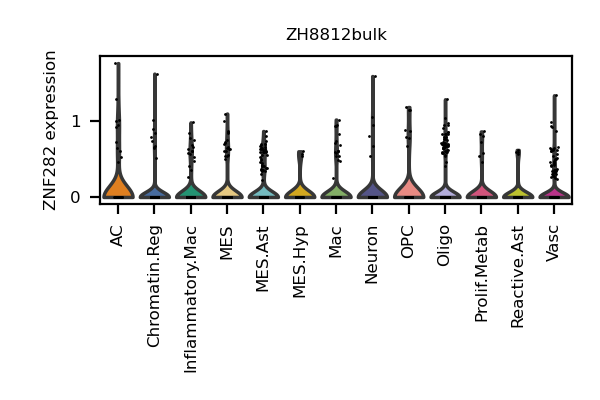 ZH8812bulk
ZNF282 expression
1
0
AC
Chromatin.Reg
Inflammatory.Mac
MES
MES.Ast
MES.Hyp
Mac
Neuron
OPC
Oligo
Prolif.Metab
Reactive.Ast
Vasc